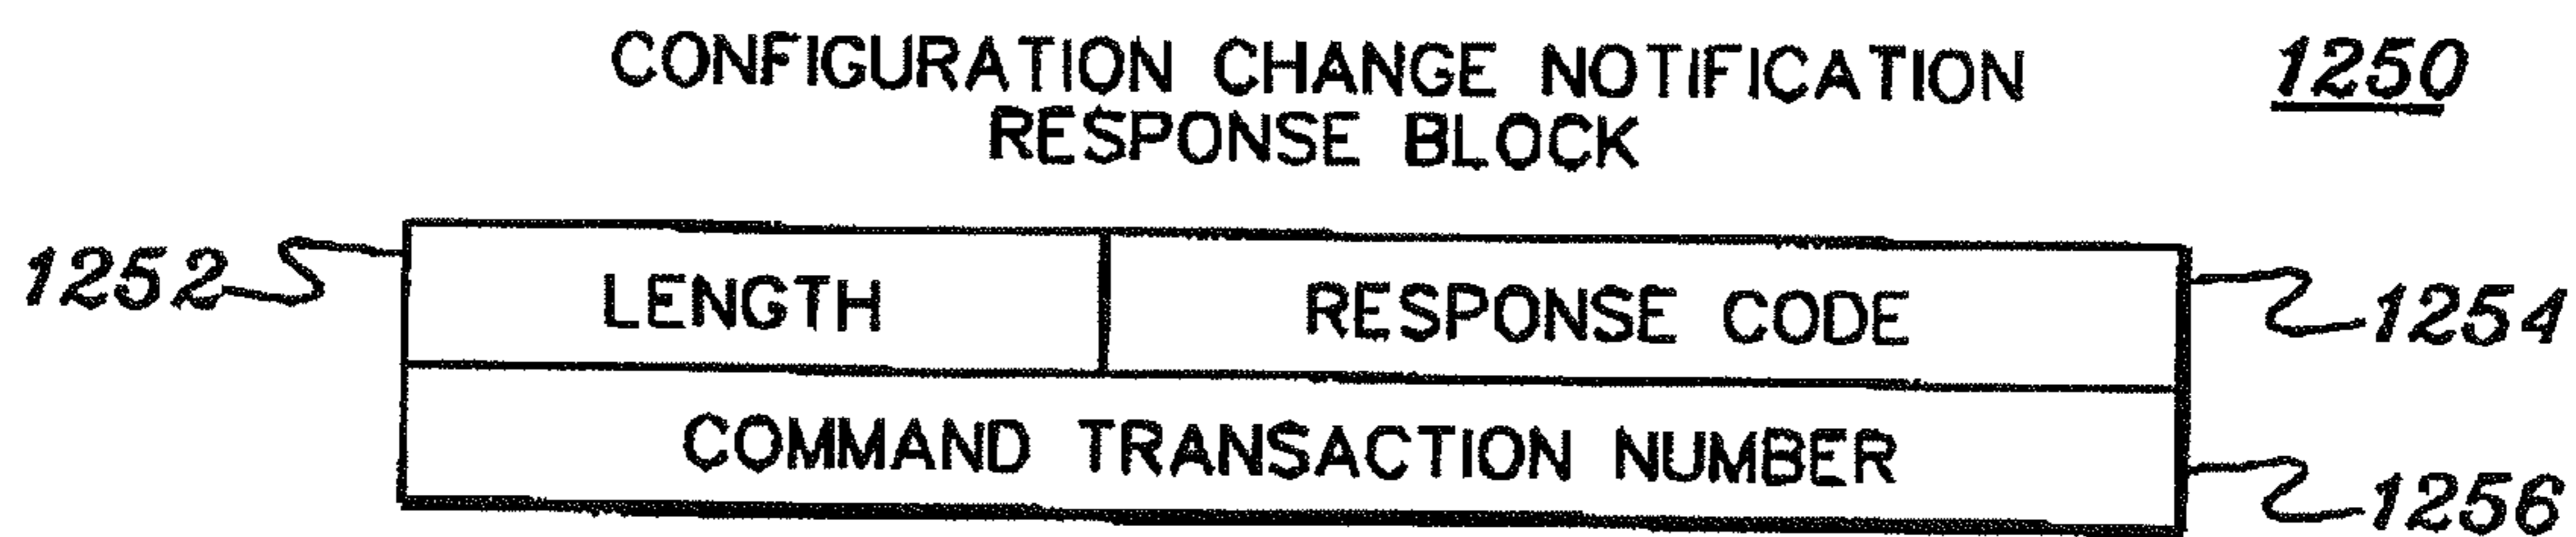 CONFIGURATION CHANGE NOTIFICATION 1250
RESPONSE BLOCK
1252 LENGTH RESPONSE CODE 1254
COMMAND TRANSACTION NUMBER 1256